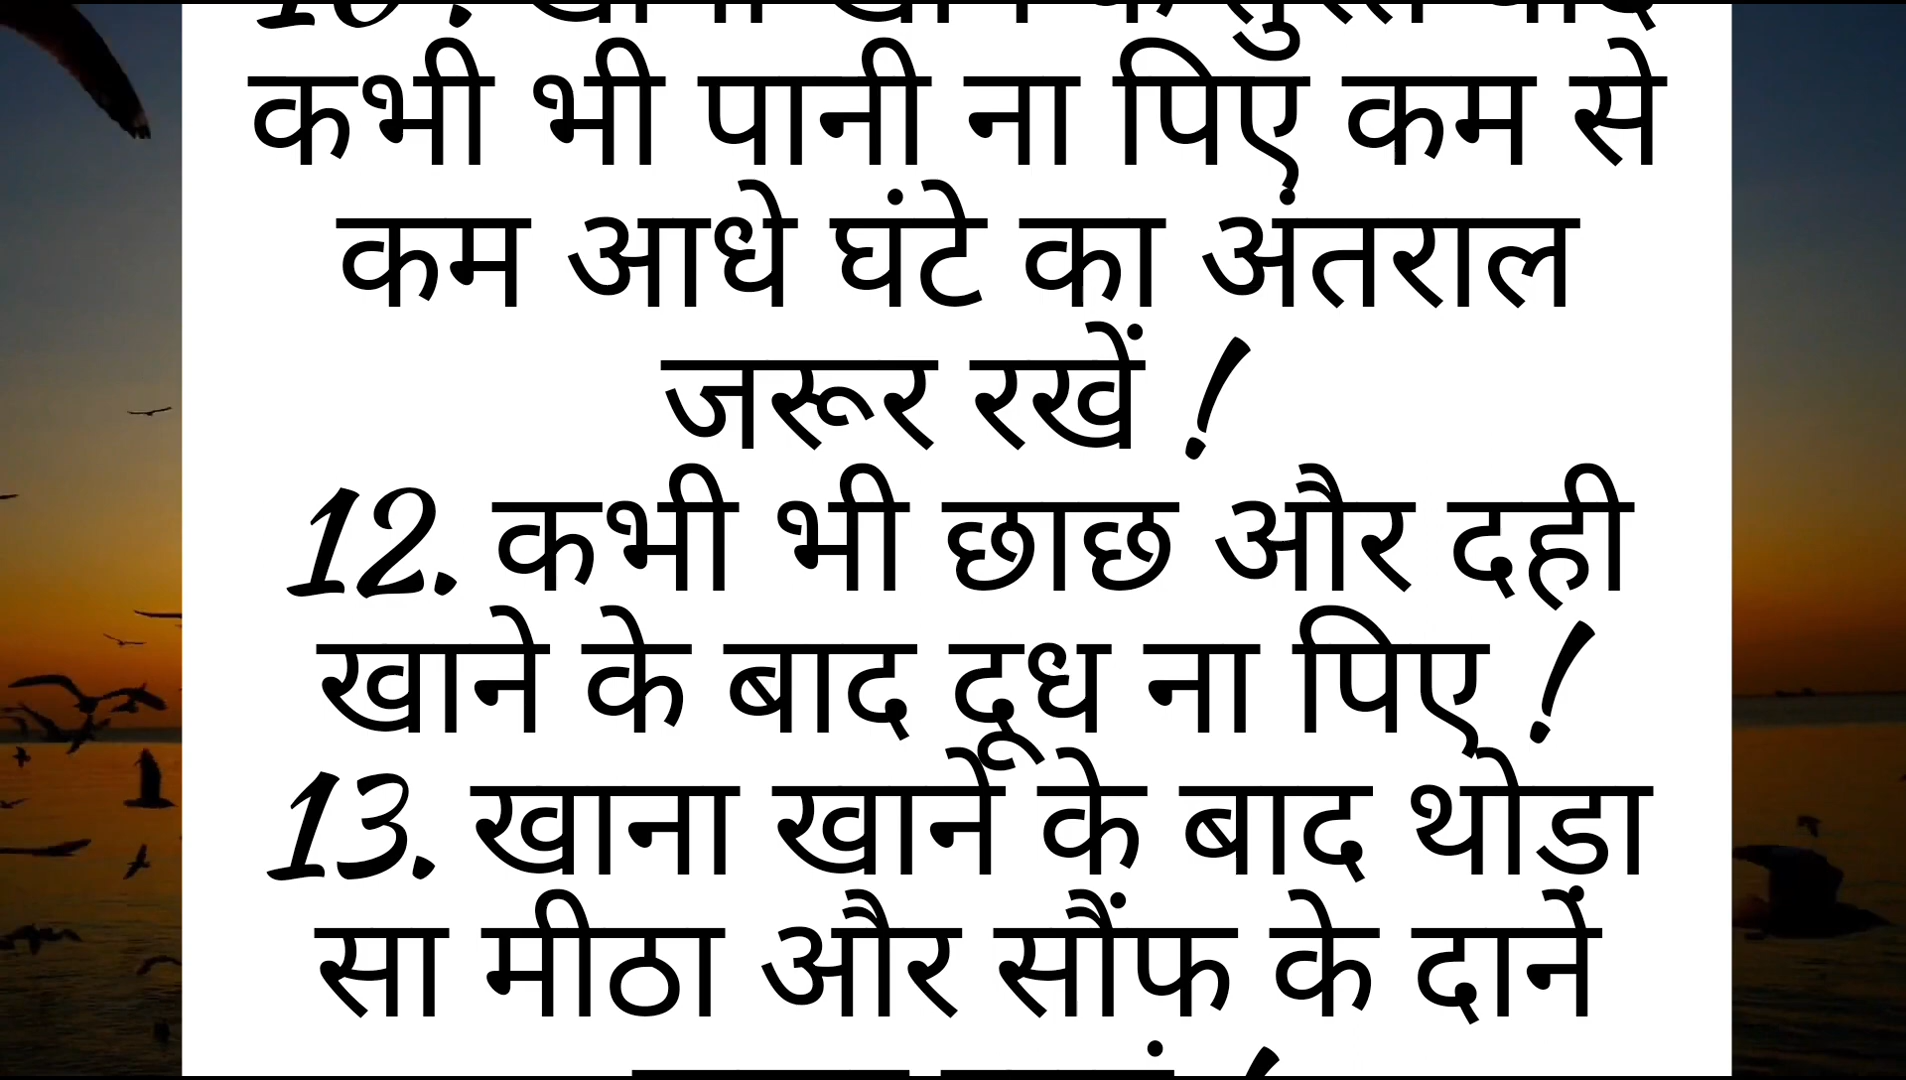 कभी भी पानी ना पिए कम से
कम आधे घंटे का अंतराल
जरूर रखें !
12. कभी भी छाछ और दही
खाने के बाद दूध ना पिए !
13. खाना खाने के बाद थोड़ा
सा मीठा और सौंफ के दाने